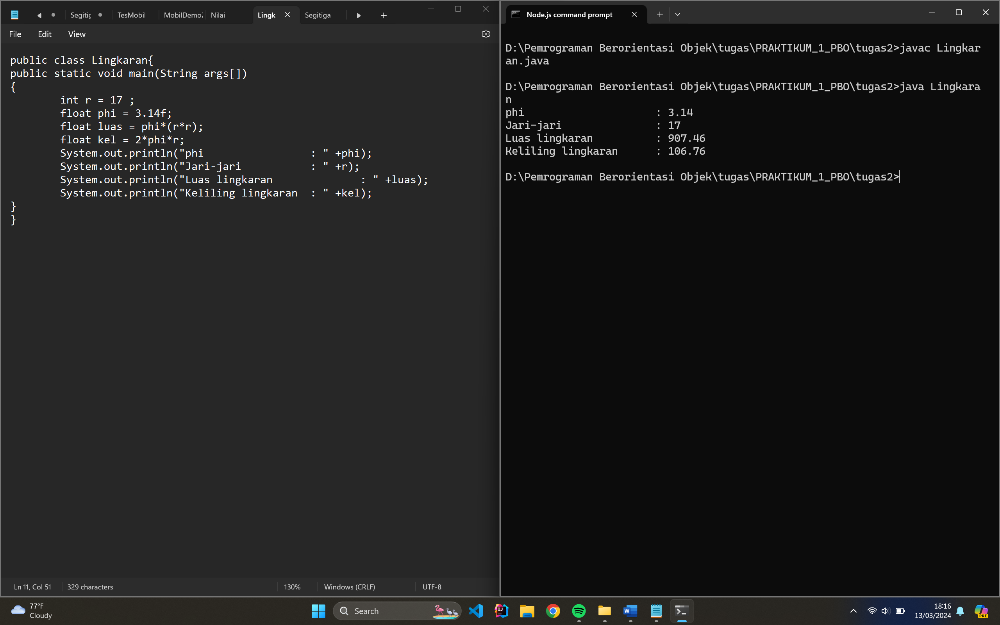 Segitig
TesMobil
MobilDemo2
Nilai
Lingk
Segitiga
File
Edit
View
public class Lingkaran{
public static void main(String args[])
{
int r = 17 ;
float phi = 3.14f;
float luas = phi*(r*r);
float kel = 2*phi*r;
System.out.println("phi                 : " +phi);
System.out.println("Jari-jari           : " +r);
System.out.println("Luas lingkaran              : " +luas);
System.out.println("Keliling lingkaran  : " +kel);
}
}
Ln 11, Col 51
329 characters
130%
Windows (CRLF)
UTF-8
Node.js command prompt
D:\Pemrograman Berorientasi Objek\tugas\PRAKTIKUM_1_PBO\tugas2>javac Lingkar
an.java
D:\Pemrograman Berorientasi Objek\tugas\PRAKTIKUM_1_PBO\tugas2>java Lingkara
n
phi                     : 3.14
Jari-jari               : 17
Luas lingkaran          : 907.46
Keliling lingkaran      : 106.76
D:\Pemrograman Berorientasi Objek\tugas\PRAKTIKUM_1_PBO\tugas2>
77°F
Cloudy
Search
18:16
13/03/2024
PRE